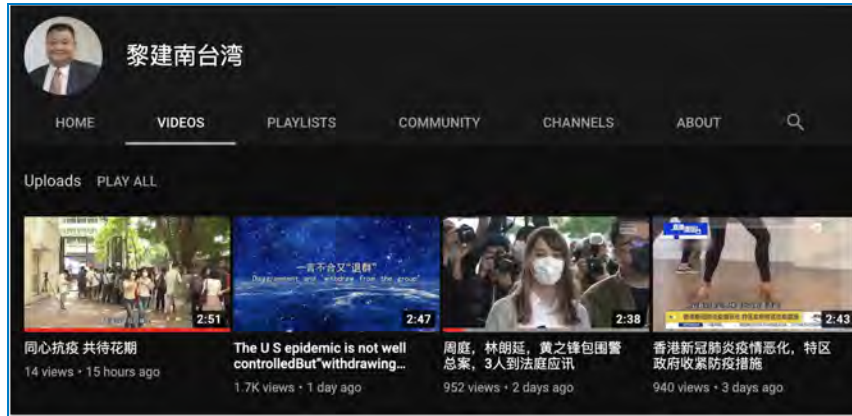 黎建南台湾
HOME VIDEOS PLAYLISTS COMMUNITY CHANNELS ABOUT
Uploads PLAY ALL
一言不合又“退群”
Disagreement and "withdraw from the group"
2:51 2:47 2:38 2:43
同心抗疫 共待花期
14 views • 15 hours ago
The U S epidemic is not well
controlledBut"withdrawing...
1.7K views • 1 day ago
周庭，林朗延，黄之锋包围警
总案，3人到法庭应讯
952 views • 2 days ago
香港新冠肺炎疫情恶化，特区
政府收紧防疫措施
940 views • 3 days ago